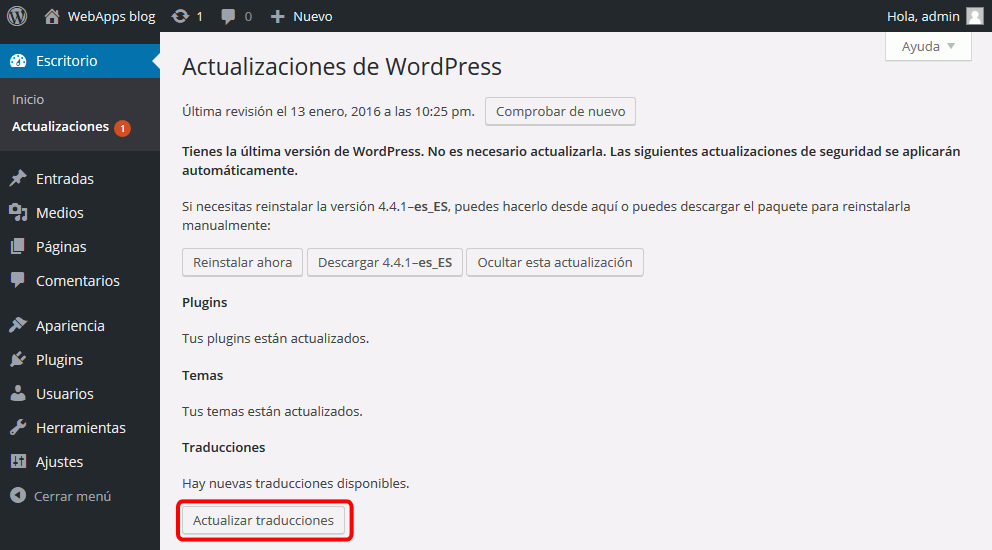 WebApps blog 1 0 Nuevo Hola, admin
Ayuda
Escritorio
Inicio
Actualizaciones 1
Entradas
Medios
Páginas
Comentarios
Apariencia
Plugins
Usuarios
Herramientas
Ajustes
Cerrar menú
Actualizaciones de WordPress
Última revisión el 13 enero, 2016 a las 10:25 pm. Comprobar de nuevo
Tienes la última versión de WordPress. No es necesario actualizarla. Las siguientes actualizaciones de seguridad se aplicarán
automáticamente.
Si necesitas reinstalar la versión 4.4.1–es_ES, puedes hacerlo desde aquí o puedes descargar el paquete para reinstalarla
manualmente:
Reinstalar ahora Descargar 4.4.1–es_ES Ocultar esta actualización
Plugins
Tus plugins están actualizados.
Temas
Tus temas están actualizados.
Traducciones
Hay nuevas traducciones disponibles.
Actualizar traducciones